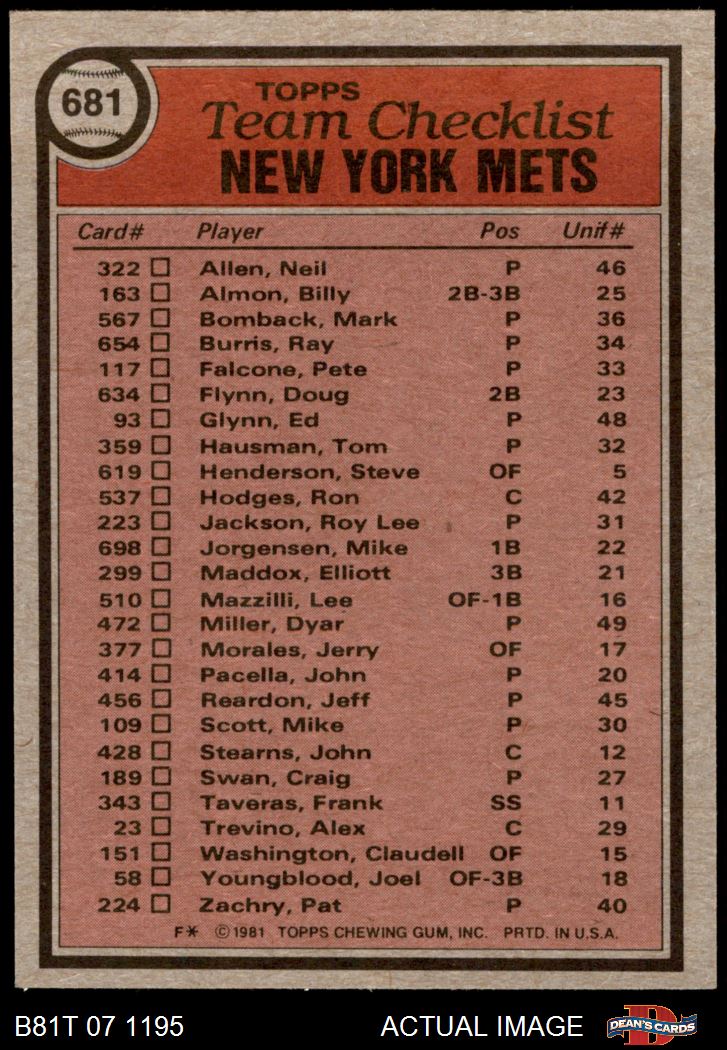 681
TOPPS
Team Checklist
NEW YORK METS
Card# Player Pos Unif#
322 Allen, Neil P 46
163 Almon, Billy 2B-3B 25
567 Bomback, Mark P 36
654 Burris, Ray P 34
117 Falcone, Pete P 33
634 Flynn, Doug 2B 23
93 Glynn, Ed P 48
359 Hausman, Tom P 32
619 Henderson, Steve OF 5
537 Hodges, Ron C 42
223 Jackson, Roy Lee P 31
698 Jorgensen, Mike 1B 22
299 Maddox, Elliott 3B 21
510 Mazzilli, Lee OF-1B 16
472 Miller, Dyar P 49
377 Morales, Jerry OF 17
414 Pacella, John P 20
456 Reardon, Jeff P 45
109 Scott, Mike P 30
428 Stearns, John C 12
189 Swan, Craig P 27
343 Taveras, Frank SS 11
23 Trevino, Alex C 29
151 Washington, Claudell OF 15
58 Youngblood, Joel OF-3B 18
224 Zachry, Pat P 40
F* ©1981 TOPPS CHEWING GUM, INC. PRTD. IN U.S.A.
B81T 07 1195 ACTUAL IMAGE DEAN'S CARDS